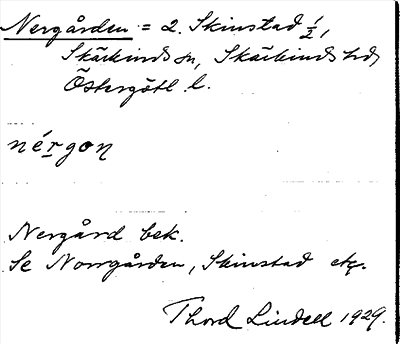 Nergården = 2. Skinstad 1/2,
Skärkinds sn, Skärkinds hd,
Östergötl. l.
nérgon
Nergård bek.
Se Norrgården, Skinstad etc.
Thord Lindell 1929.